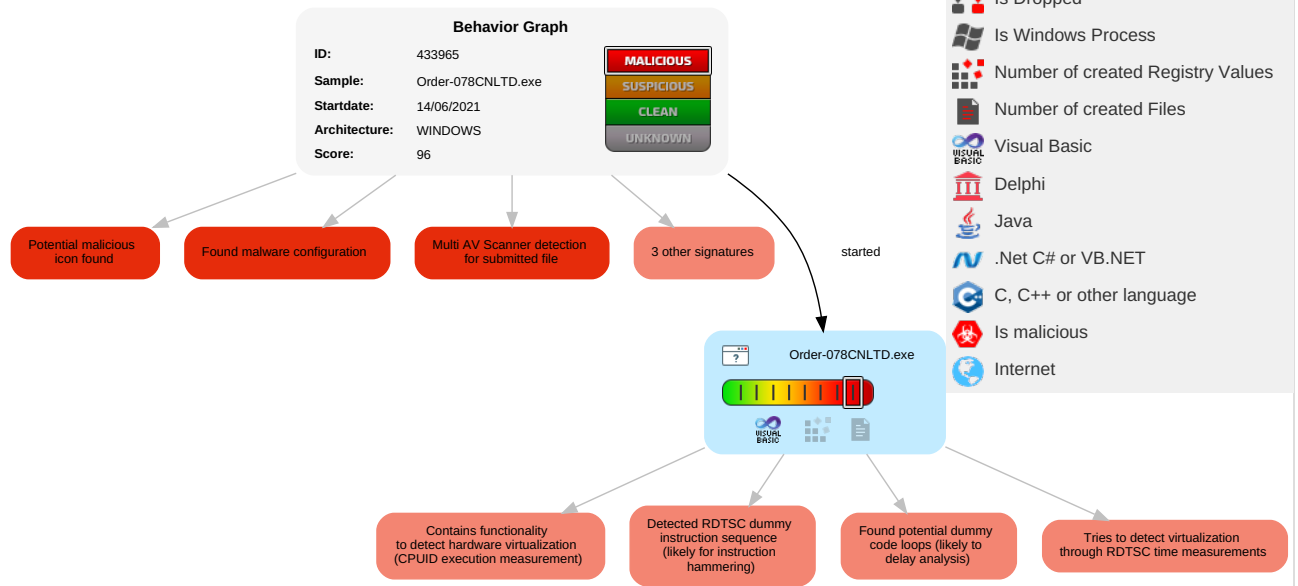 Is Dropped
Is Windows Process
Number of created Registry Values
Number of created Files
VISUAL
BASIC
Visual Basic
Delphi
Java
.Net C# or VB.NET
C, C++ or other language
Is malicious
Internet
Behavior Graph
ID: 433965
Sample: Order-078CNLTD.exe
Startdate: 14/06/2021
Architecture: WINDOWS
Score: 96
MALICIOUS
SUSPICIOUS
CLEAN
UNKNOWN
Potential malicious
icon found
Found malware configuration
Multi AV Scanner detection
for submitted file
3 other signatures
started
?
Order-078CNLTD.exe
VISUAL
BASIC
Contains functionality
to detect hardware virtualization
(CPUID execution measurement)
Detected RDTSC dummy
instruction sequence
(likely for instruction
hammering)
Found potential dummy
code loops (likely to
delay analysis)
Tries to detect virtualization
through RDTSC time measurements